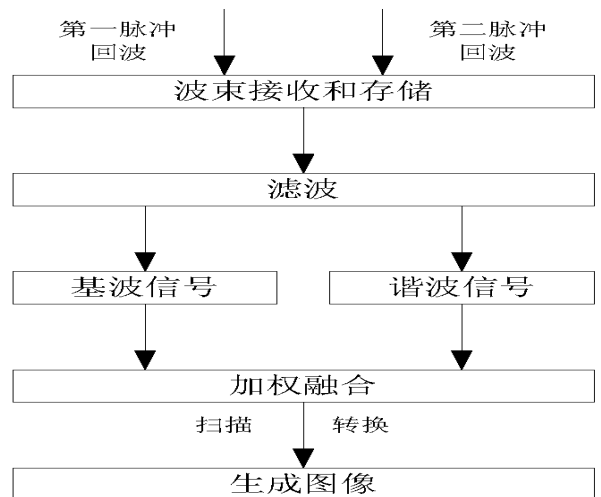 第一脉冲
回波
第二脉冲
回波
波束接收和存储
滤波
基波信号
谐波信号
加权融合
扫描 转换
生成图像